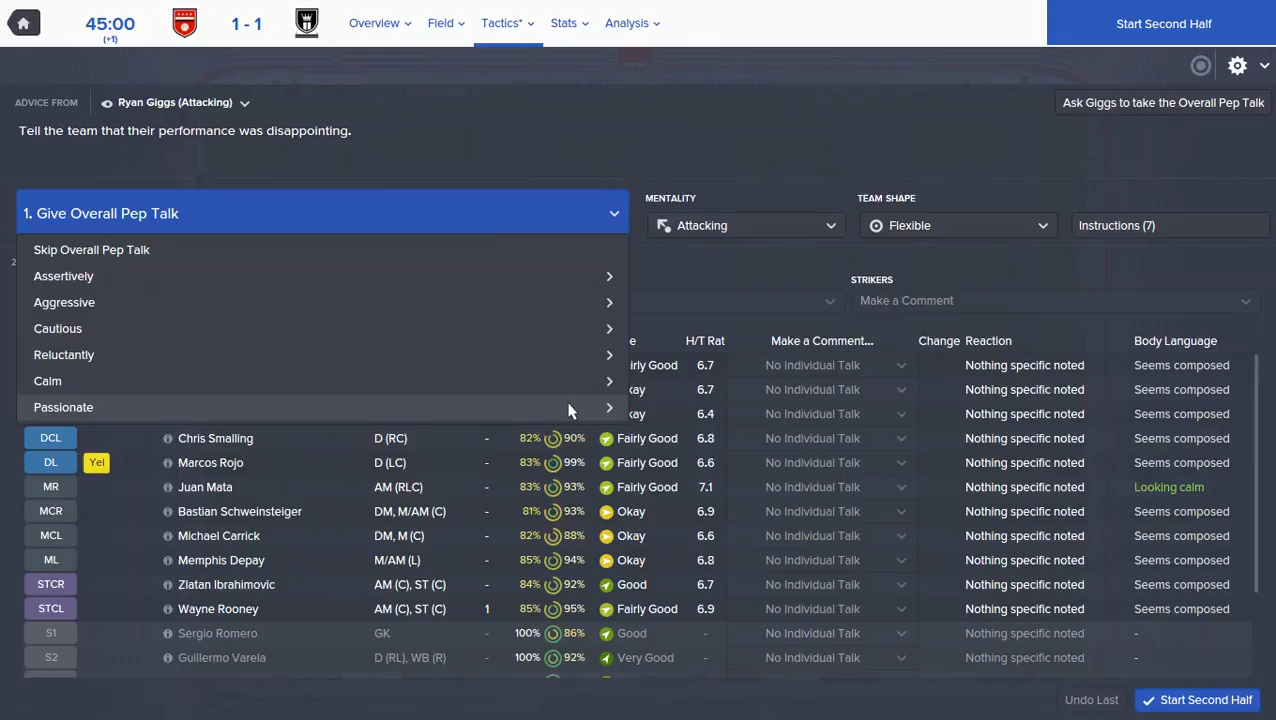 45:00
(+1)
1 - 1
Overview
Field
Tactics*
Stats
Analysis
Start Second Half
ADVICE FROM
Ryan Giggs (Attacking)
Ask Giggs to take the Overall Pep Talk
Tell the team that their performance was disappointing.
1. Give Overall Pep Talk
MENTALITY
TEAM SHAPE
Attacking
Flexible
Instructions (7)
Skip Overall Pep Talk
Assertively
Aggressive
Cautious
Reluctantly
Calm
Passionate
2
STRIKERS
Make a Comment
H/T Rat Make a Comment... Change Reaction Body Language
irly Good 6.7 No Individual Talk Nothing specific noted Seems composed
kay 6.7 No Individual Talk Nothing specific noted Seems composed
kay 6.4 No Individual Talk Nothing specific noted Seems composed
DCL Chris Smalling D (RC) - 82% 90% Fairly Good 6.8 No Individual Talk Nothing specific noted Seems composed
DL Yel Marcos Rojo D (LC) - 83% 99% Fairly Good 6.6 No Individual Talk Nothing specific noted Seems composed
MR Juan Mata AM (RLC) - 83% 93% Fairly Good 7.1 No Individual Talk Nothing specific noted Looking calm
MCR Bastian Schweinsteiger DM, M/AM (C) - 81% 93% Okay 6.9 No Individual Talk Nothing specific noted Seems composed
MCL Michael Carrick DM, M (C) - 82% 88% Okay 6.6 No Individual Talk Nothing specific noted Seems composed
ML Memphis Depay M/AM (L) - 85% 94% Okay 6.8 No Individual Talk Nothing specific noted Seems composed
STCR Zlatan Ibrahimovic AM (C), ST (C) - 84% 92% Good 6.7 No Individual Talk Nothing specific noted Seems composed
STCL Wayne Rooney AM (C), ST (C) 1 85% 95% Fairly Good 6.9 No Individual Talk Nothing specific noted Seems composed
S1 Sergio Romero GK - 100% 86% Good - No Individual Talk Nothing specific noted -
S2 Guillermo Varela D (RL), WB (R) - 100% 92% Very Good - No Individual Talk Nothing specific noted -
Undo Last
Start Second Half